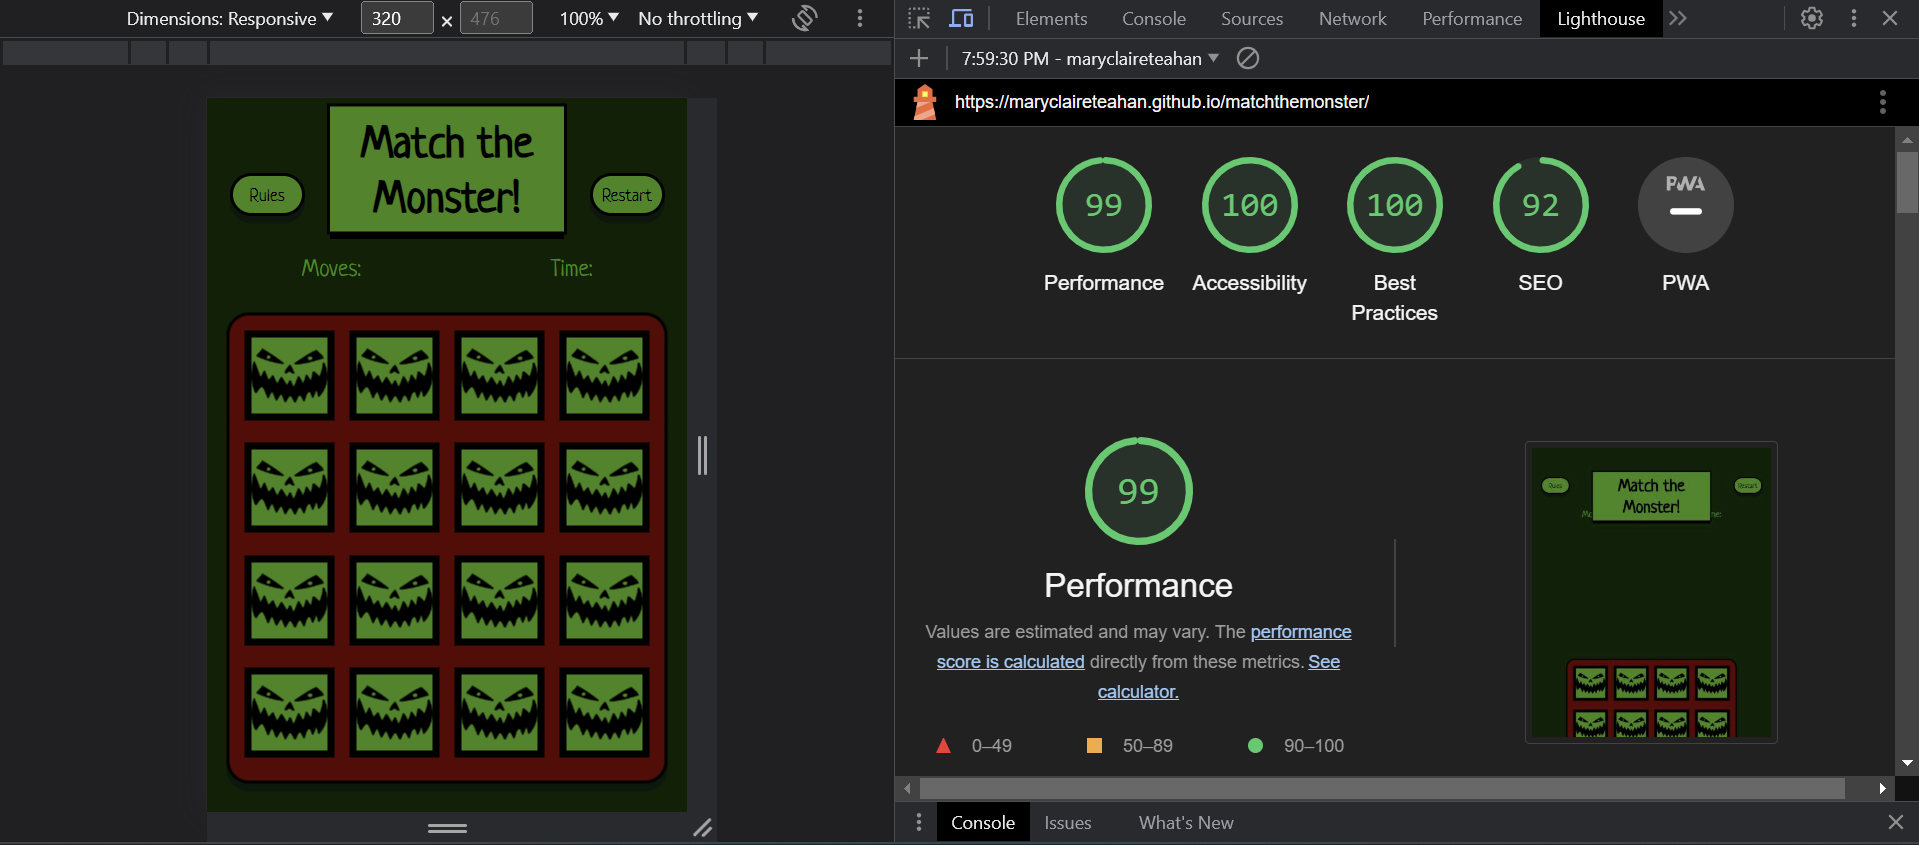 Dimensions: Responsive 320 × 476 100% No throttling
Match the
Monster!
Rules
Restart
Moves: Time:
Elements Console Sources Network Performance Lighthouse
7:59:30 PM - maryclaireteahan
https://maryclaireteahan.github.io/matchthemonster/
99 100 100 92 PWA
Performance Accessibility Best Practices SEO PWA
99
Performance
Values are estimated and may vary. The performance
score is calculated directly from these metrics. See
calculator.
0–49 50–89 90–100
Match the
Monster!
Rules
Restart
Console Issues What's New